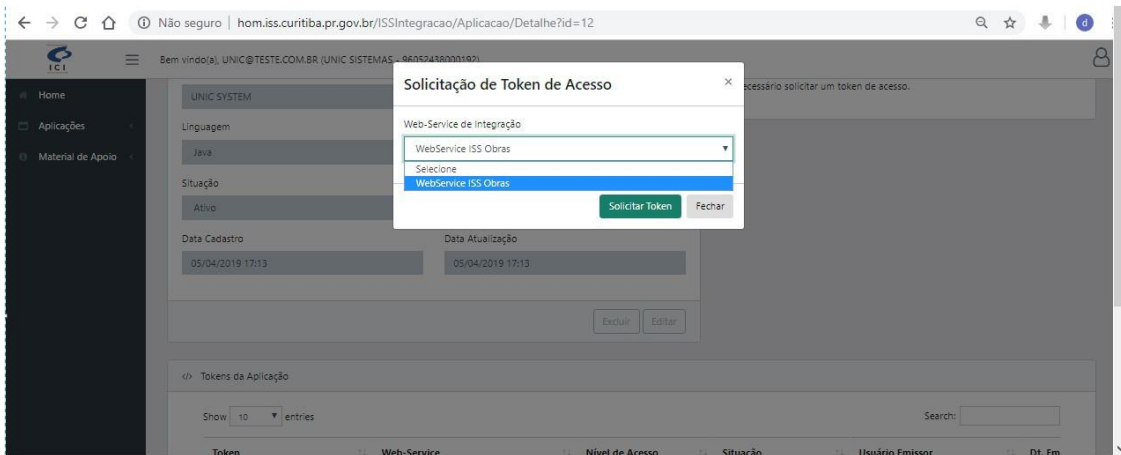 Não seguro | hom.iss.curitiba.pr.gov.br/ISSIntegracao/Aplicacao/Detalhe?id=12
d
ICI
Bem vindo(a), UNIC@TESTE.COM.BR (UNIC SISTEMAS - 96052438000192)
Home
Aplicações
Material de Apoio
Solicitação de Token de Acesso ×
Web-Service de Integração
WebService ISS Obras
Selecione
WebService ISS Obras
Solicitar Token Fechar
ecessário solicitar um token de acesso.
UNIC SYSTEM
Linguagem
Java
Situação
Ativo
Data Cadastro Data Atualização
05/04/2019 17:13 05/04/2019 17:13
Excluir Editar
</> Tokens da Aplicação
Show 10 entries Search:
Token Web-Service Nível de Acesso Situação Usuário Emissor Dt. Em